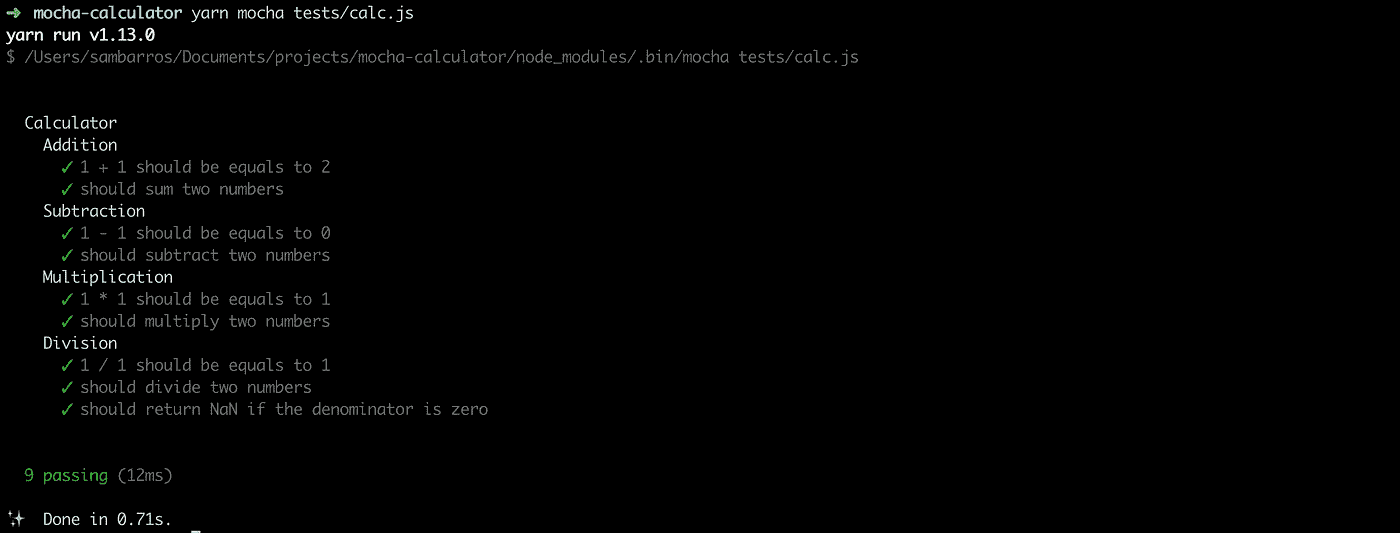 ➜ mocha-calculator yarn mocha tests/calc.js
yarn run v1.13.0
$ /Users/sambarros/Documents/projects/mocha-calculator/node_modules/.bin/mocha tests/calc.js
Calculator
Addition
✓ 1 + 1 should be equals to 2
✓ should sum two numbers
Subtraction
✓ 1 - 1 should be equals to 0
✓ should subtract two numbers
Multiplication
✓ 1 * 1 should be equals to 1
✓ should multiply two numbers
Division
✓ 1 / 1 should be equals to 1
✓ should divide two numbers
✓ should return NaN if the denominator is zero
9 passing (12ms)
✨ Done in 0.71s.